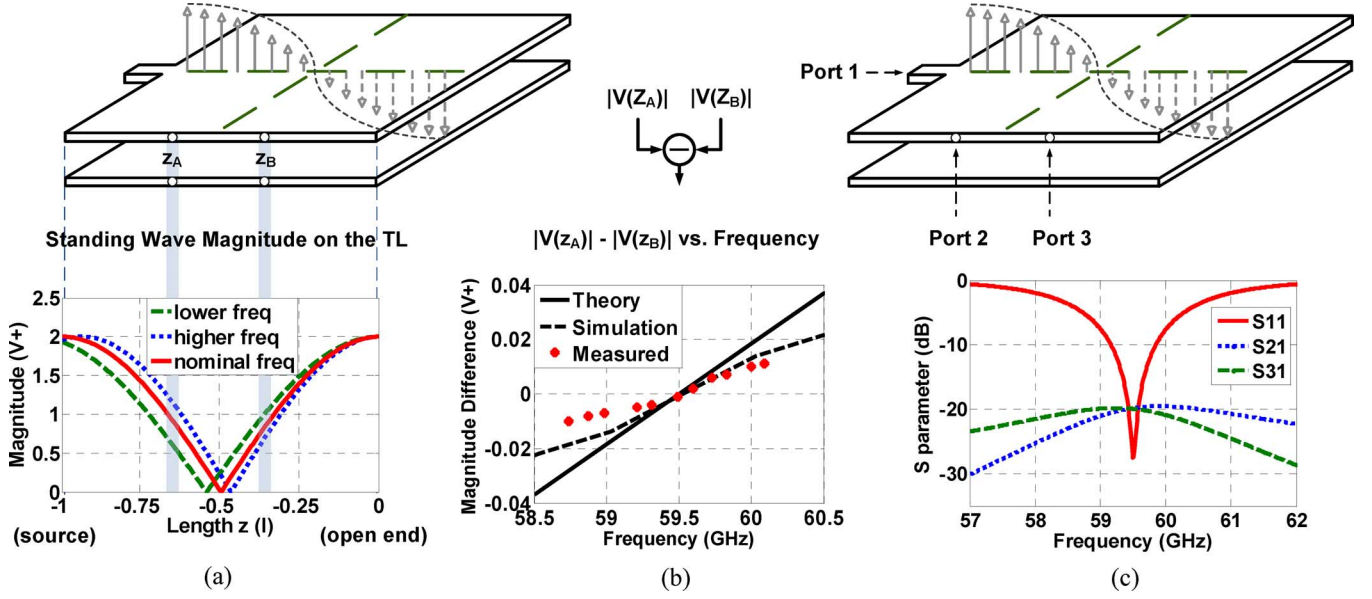 z_A
z_B
Standing Wave Magnitude on the TL
Magnitude (V+)
2.5
2
1.5
1
0.5
0
lower freq
higher freq
nominal freq
-1
-0.75
-0.5
-0.25
0
Length z (l)
(source)
(open end)
(a)
|V(Z_A)| |V(Z_B)|
−
|V(z_A)| - |V(z_B)| vs. Frequency
Magnitude Difference (V+)
0.04
0.02
0
-0.02
-0.04
Theory
Simulation
Measured
58.5
59
59.5
60
60.5
Frequency (GHz)
(b)
Port 1
Port 2
Port 3
S parameter (dB)
0
-10
-20
-30
S11
S21
S31
57
58
59
60
61
62
Frequency (GHz)
(c)